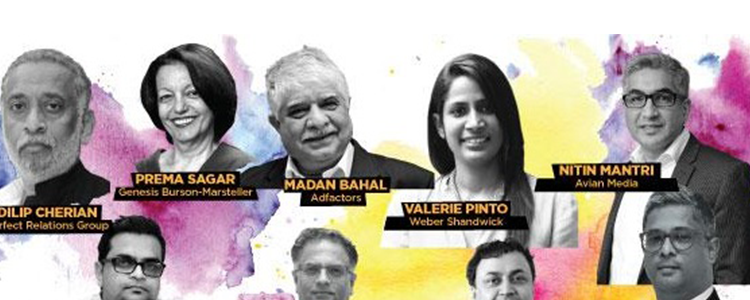 PREMA SAGAR
Genesis Burson-Marsteller
MADAN BAHAL
Adfactors
NITIN MANTRI
Avian Media
DILIP CHERIAN
rfect Relations Group
VALERIE PINTO
Weber Shandwick